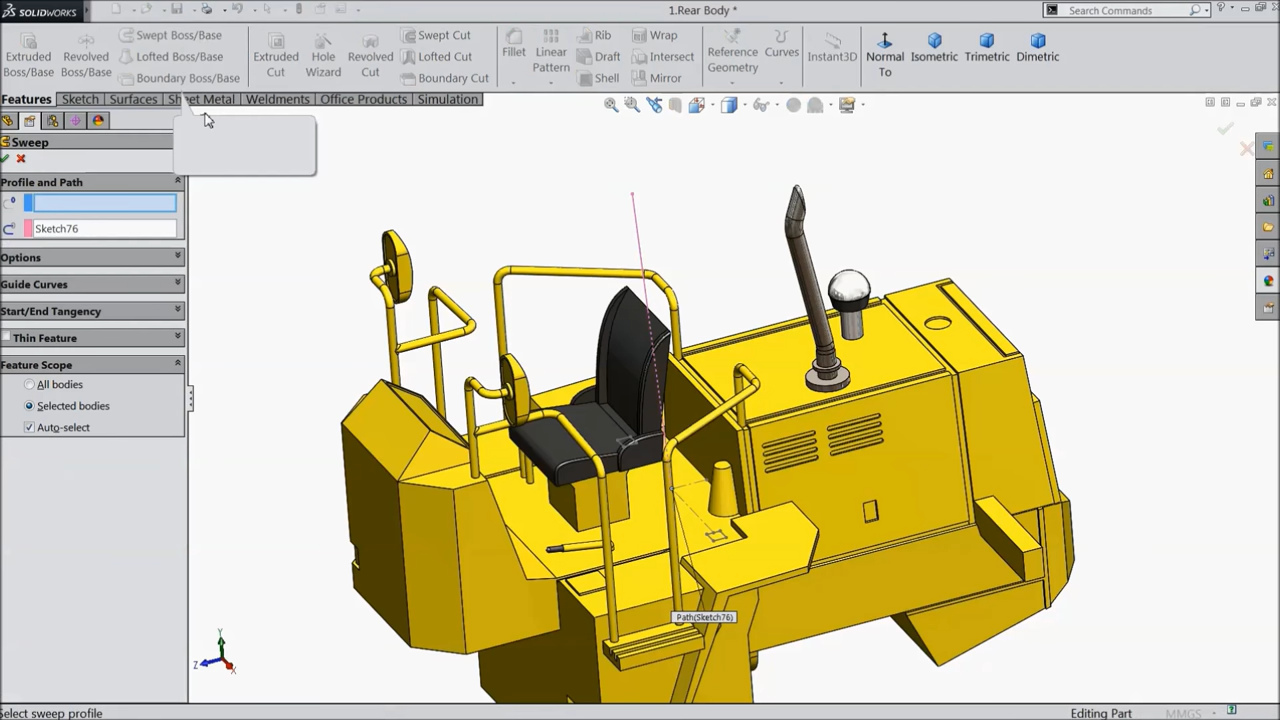 SOLIDWORKS
1.Rear Body *
Search Commands
Extruded Boss/Base
Revolved Boss/Base
Swept Boss/Base
Lofted Boss/Base
Boundary Boss/Base
Extruded Cut
Hole Wizard
Revolved Cut
Swept Cut
Lofted Cut
Boundary Cut
Fillet
Linear Pattern
Rib
Draft
Shell
Wrap
Intersect
Mirror
Reference Geometry
Curves
Instant3D
Normal To
Isometric
Trimetric
Dimetric
Features
Sketch
Surfaces
Sheet Metal
Weldments
Office Products
Simulation
Sweep
Profile and Path
Sketch76
Options
Guide Curves
Start/End Tangency
Thin Feature
Feature Scope
All bodies
Selected bodies
Auto-select
Path(Sketch76)
Y
Z
X
Select sweep profile
Editing Part
MMGS